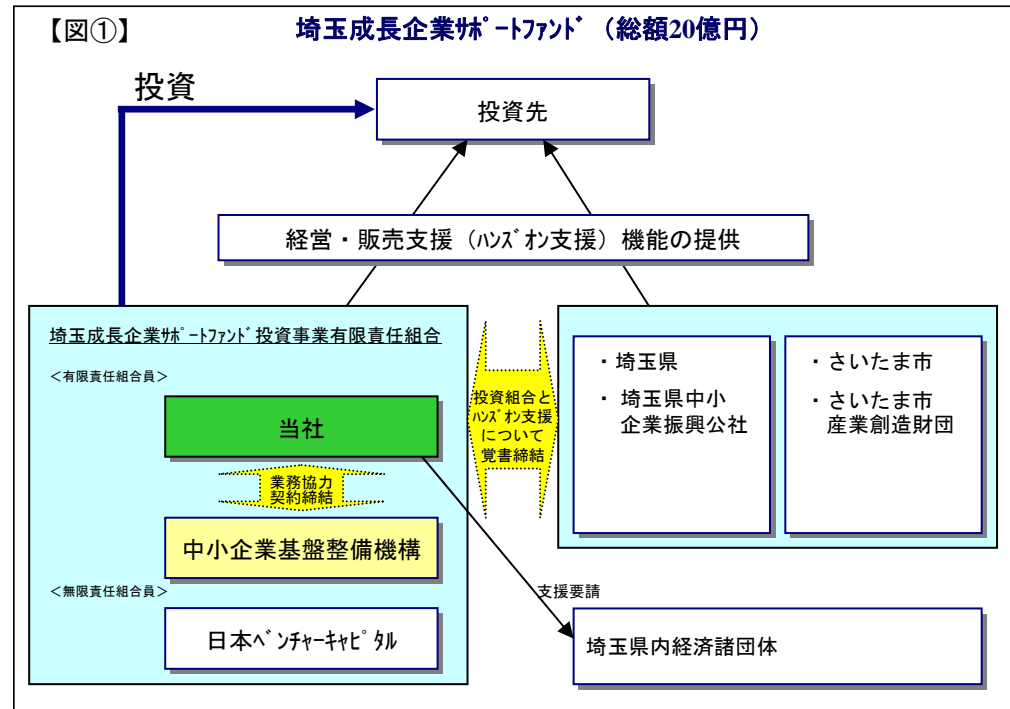 【図①】
埼玉成長企業ｻﾎﾟｰﾄﾌｧﾝﾄﾞ（総額20億円）
投資
投資先
経営・販売支援（ﾊﾝｽﾞｵﾝ支援）機能の提供
埼玉成長企業ｻﾎﾟｰﾄﾌｧﾝﾄﾞ投資事業有限責任組合
＜有限責任組合員＞
当社
業務協力
契約締結
中小企業基盤整備機構
＜無限責任組合員＞
日本ﾍﾞﾝﾁｬｰｷｬﾋﾟﾀﾙ
投資組合と
ﾊﾝｽﾞｵﾝ支援
について
覚書締結
・埼玉県
・埼玉県中小
企業振興公社
・さいたま市
・さいたま市
産業創造財団
支援要請
埼玉県内経済諸団体